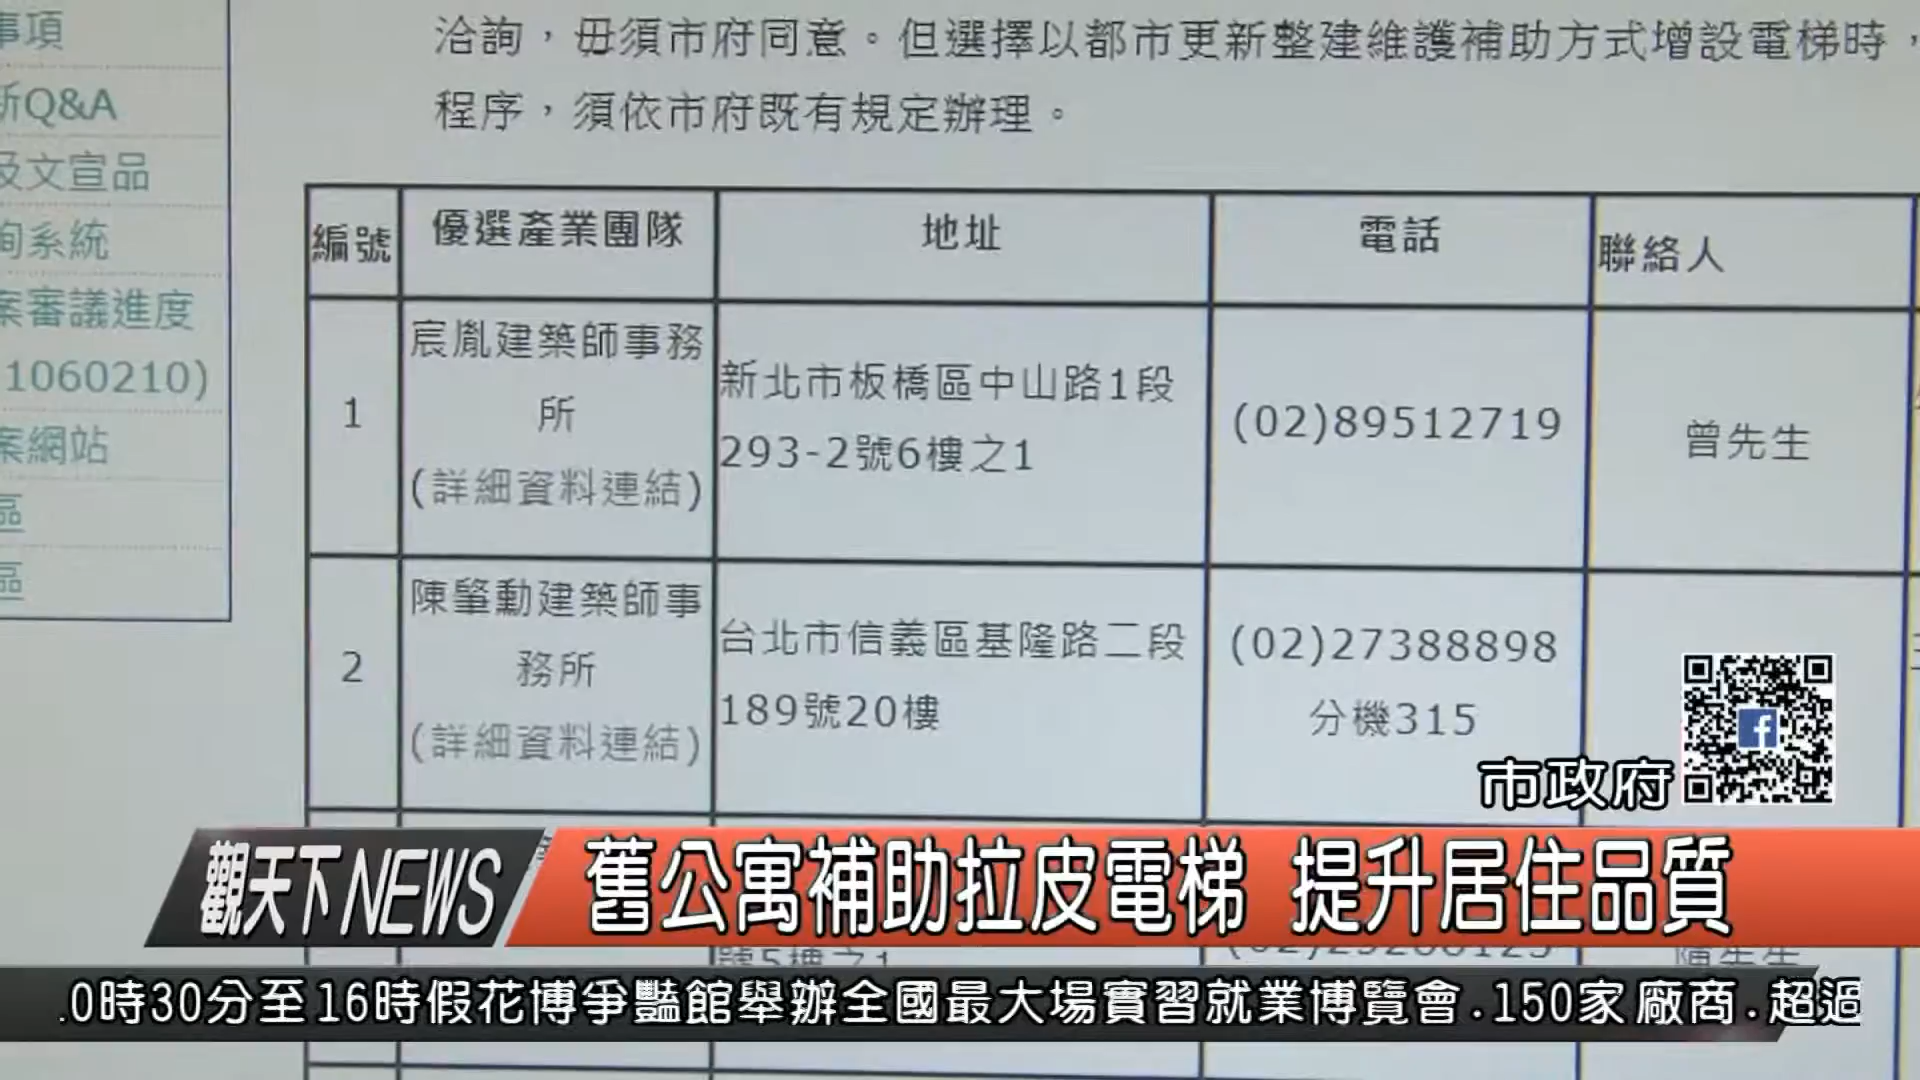 事項
新Q&A
及文宣品
詢系統
案審議進度
1060210)
案網站
區
區
洽詢，毋須市府同意。但選擇以都市更新整建維護補助方式增設電梯時，
程序，須依市府既有規定辦理。
編號 優選產業團隊 地址 電話 聯絡人
1 宸胤建築師事務所 (詳細資料連結) 新北市板橋區中山路1段293-2號6樓之1 (02)89512719 曾先生
2 陳肇勳建築師事務所 (詳細資料連結) 台北市信義區基隆路二段189號20樓 (02)27388898 分機315
市政府
觀天下NEWS
舊公寓補助拉皮電梯 提升居住品質
號5樓之1
陳先生
.0時30分至16時假花博爭豔館舉辦全國最大場實習就業博覽會.150家廠商.超過